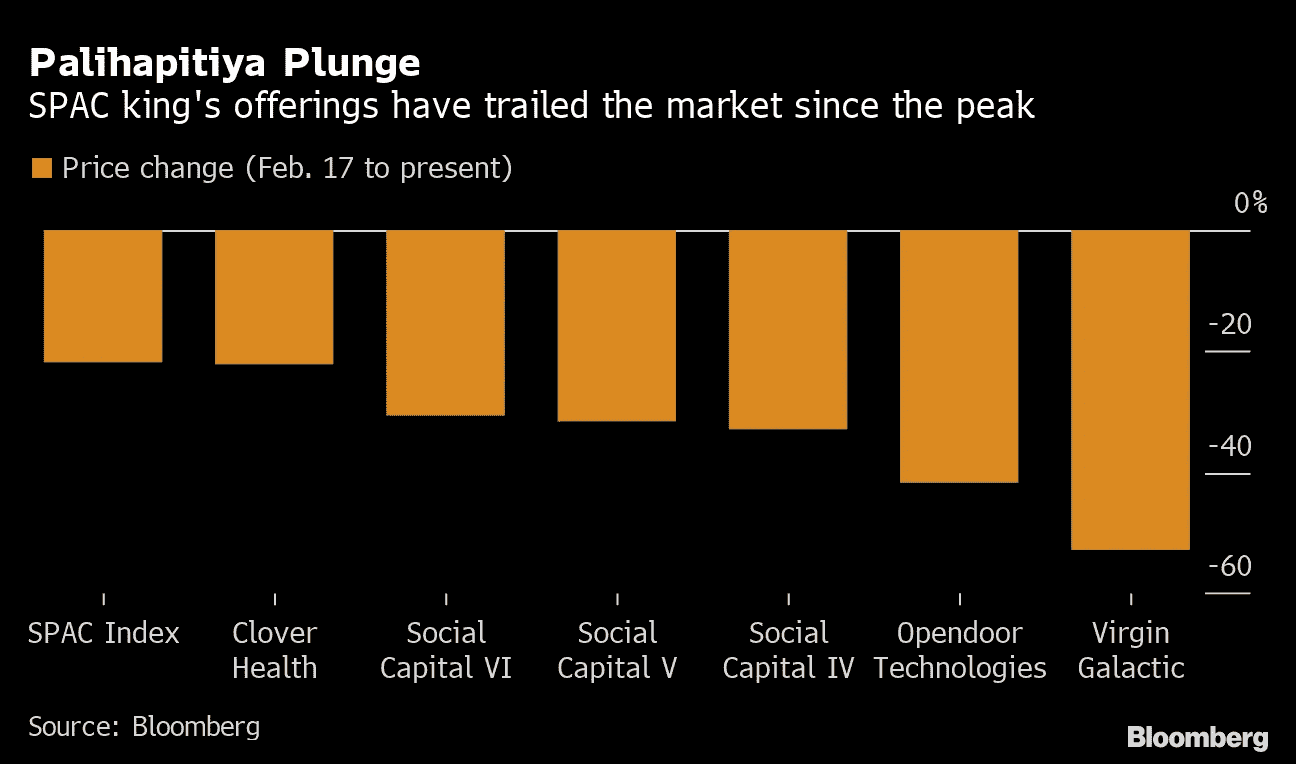 Palihapitiya Plunge
SPAC king's offerings have trailed the market since the peak
Price change (Feb. 17 to present)
0%
-20
-40
-60
SPAC Index
Clover
Health
Social
Capital VI
Social
Capital V
Social
Capital IV
Opendoor
Technologies
Virgin
Galactic
Source: Bloomberg
Bloomberg